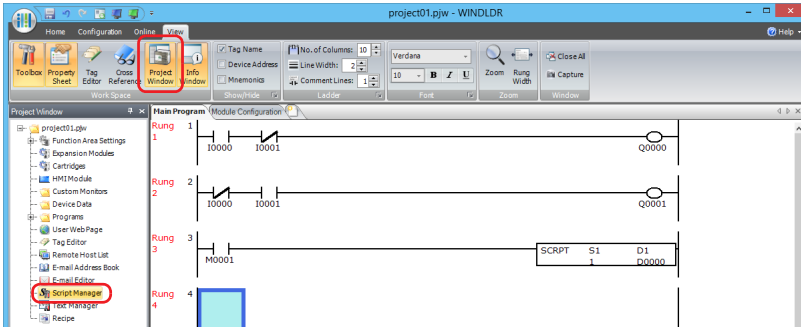 project01.pjw - WINDLDR
Home Configuration Online View Help
Toolbox Property Sheet Tag Editor Cross Reference Project Window Info Window
Work Space
Tag Name
Device Address
Mnemonics
Show/Hide
No. of Columns: 10
Line Width: 2
Comment Lines: 1
Ladder
Verdana
10 B I U
Font
Zoom Rung Width
Zoom
Close All
Capture
Window
Project Window
Main Program Module Configuration
project01.pjw
Function Area Settings
Expansion Modules
Cartridges
HMI Module
Custom Monitors
Device Data
Programs
User Web Page
Tag Editor
Remote Host List
E-mail Address Book
E-mail Editor
Script Manager
Text Manager
Recipe
Rung 1
1
I0000 I0001 Q0000
Rung 2
2
I0000 I0001 Q0001
Rung 3
3
M0001
SCRPT S1 D1
1 D0000
Rung 4
4